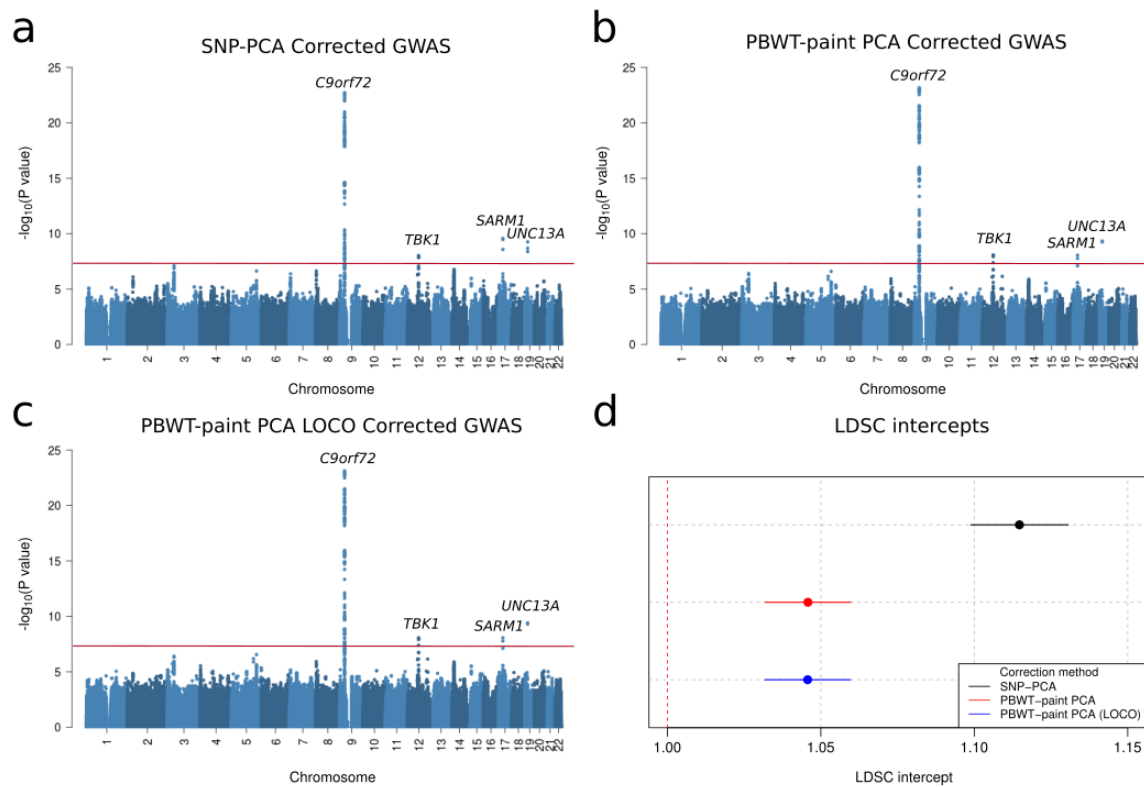 a
SNP-PCA Corrected GWAS
25
20
15
10
5
0
-log10(P value)
C9orf72
TBK1
SARM1
UNC13A
1 2 3 4 5 6 7 8 9 10 11 12 13 14 15 16 17 18 19 20 21 22
Chromosome
b
PBWT-paint PCA Corrected GWAS
25
20
15
10
5
0
-log10(P value)
C9orf72
TBK1
UNC13A
SARM1
1 2 3 4 5 6 7 8 9 10 11 12 13 14 15 16 17 18 19 20 21 22
Chromosome
c
PBWT-paint PCA LOCO Corrected GWAS
25
20
15
10
5
0
-log10(P value)
C9orf72
TBK1
UNC13A
SARM1
1 2 3 4 5 6 7 8 9 10 11 12 13 14 15 16 17 18 19 20 21 22
Chromosome
d
LDSC intercepts
Correction method
SNP−PCA
PBWT−paint PCA
PBWT−paint PCA (LOCO)
1.00 1.05 1.10 1.15
LDSC intercept